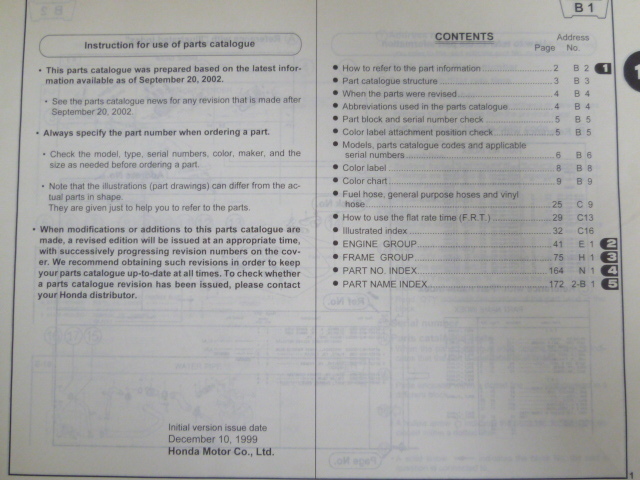 B 1
Instruction for use of parts catalogue
• This parts catalogue was prepared based on the latest infor-
mation available as of September 20, 2002.
• See the parts catalogue news for any revision that is made after
September 20, 2002.
• Always specify the part number when ordering a part.
• Check the model, type, serial numbers, color, maker, and the
size as needed before ordering a part.
• Note that the illustrations (part drawings) can differ from the ac-
tual parts in shape.
They are given just to help you to refer to the parts.
• When modifications or additions to this parts catalogue are
made, a revised edition will be issued at an appropriate time,
with successively progressing revision numbers on the cov-
er. We recommend obtaining such revisions in order to keep
your parts catalogue up-to-date at all times. To check whether
a parts catalogue revision has been issued, please contact
your Honda distributor.
Initial version issue date
December 10, 1999
Honda Motor Co., Ltd.
CONTENTS
Address
Page No.
• How to refer to the part information 2 B 2 1
• Part catalogue structure 3 B 3
• When the parts were revised 4 B 4
• Abbreviations used in the parts catalogue 4 B 4
• Part block and serial number check 5 B 5
• Color label attachment position check 5 B 5
• Models, parts catalogue codes and applicable
serial numbers 6 B 6
• Color label 8 B 8
• Color chart 9 B 9
• Fuel hose, general purpose hoses and vinyl
hose 25 C 9
• How to use the flat rate time (F.R.T.) 29 C13
• Illustrated index 32 C16
• ENGINE GROUP 41 E 1 2
• FRAME GROUP 75 H 1 3
• PART NO. INDEX 164 N 1 4
• PART NAME INDEX 172 2-B 1 5
1
1